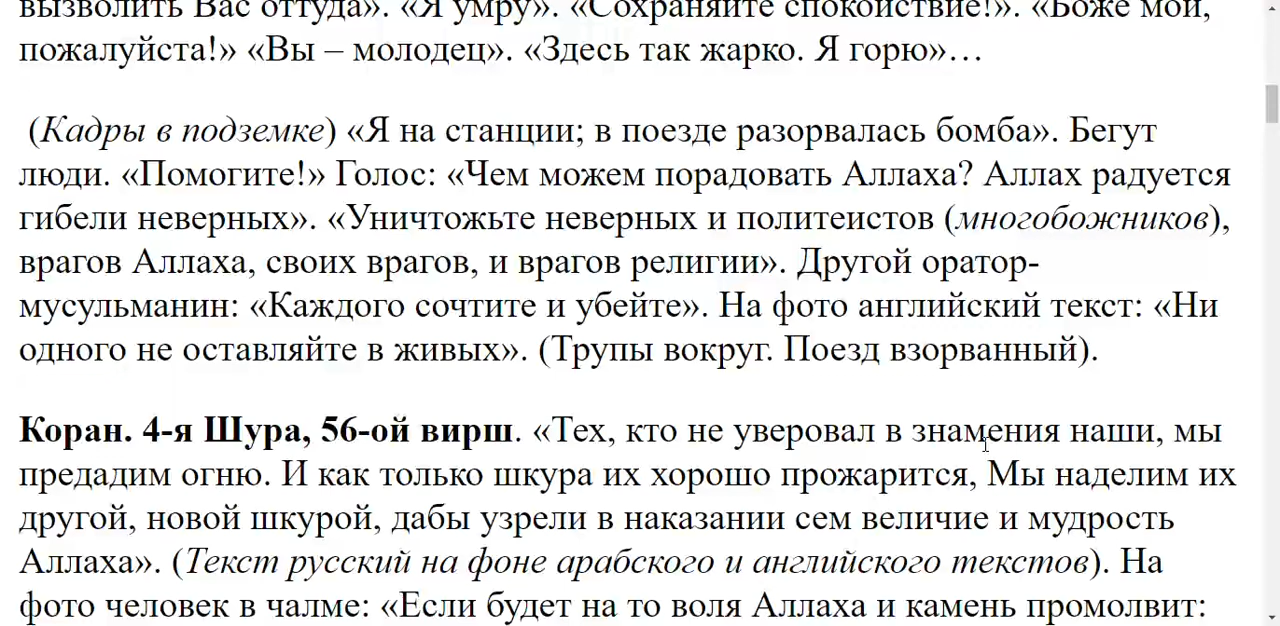 вызволить Вас оттуда». «Я умру». «Сохраняйте спокойствие!». «Боже мой,
пожалуйста!» «Вы – молодец». «Здесь так жарко. Я горю»…
(Кадры в подземке) «Я на станции; в поезде разорвалась бомба». Бегут
люди. «Помогите!» Голос: «Чем можем порадовать Аллаха? Аллах радуется
гибели неверных». «Уничтожьте неверных и политеистов (многобожников),
врагов Аллаха, своих врагов, и врагов религии». Другой оратор-
мусульманин: «Каждого сочтите и убейте». На фото английский текст: «Ни
одного не оставляйте в живых». (Трупы вокруг. Поезд взорванный).
Коран. 4-я Шура, 56-ой вирш. «Тех, кто не уверовал в знамения наши, мы
предадим огню. И как только шкура их хорошо прожарится, Мы наделим их
другой, новой шкурой, дабы узрели в наказании сем величие и мудрость
Аллаха». (Текст русский на фоне арабского и английского текстов). На
фото человек в чалме: «Если будет на то воля Аллаха и камень промолвит: